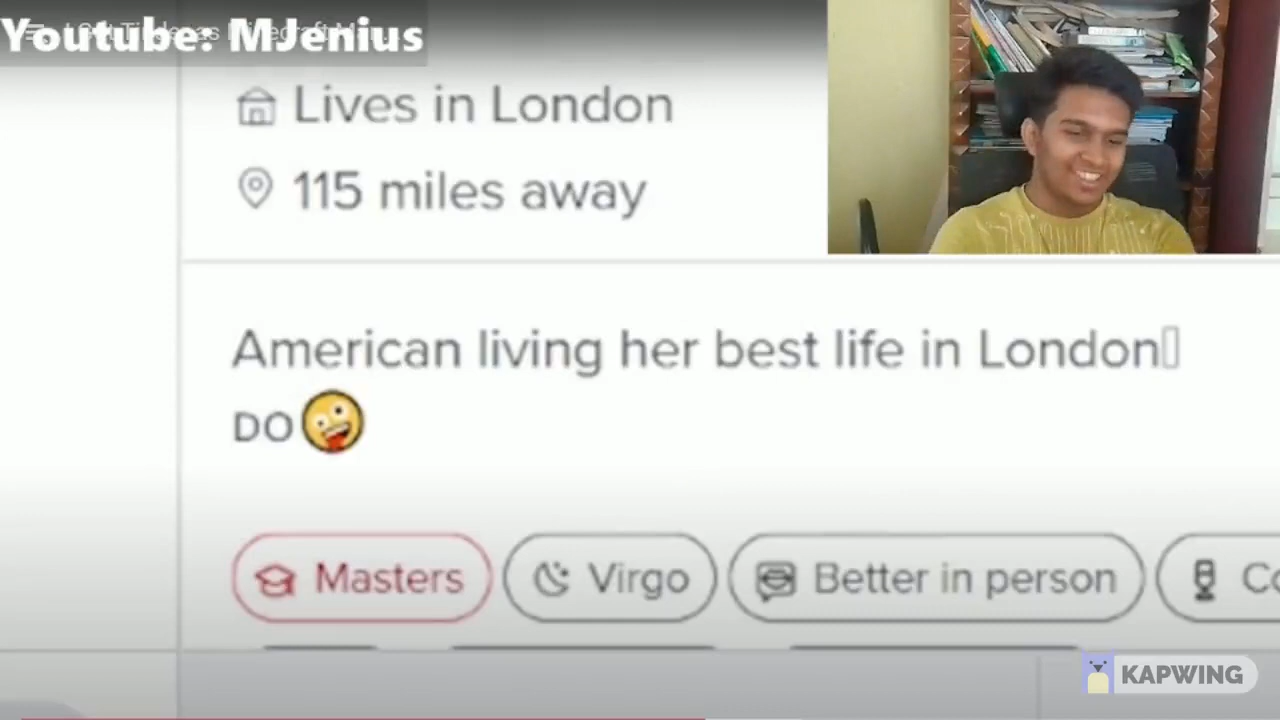 Youtube: MJenius
Lives in London
115 miles away
American living her best life in London
DO🤪
Masters
Virgo
Better in person
Co
KAPWING